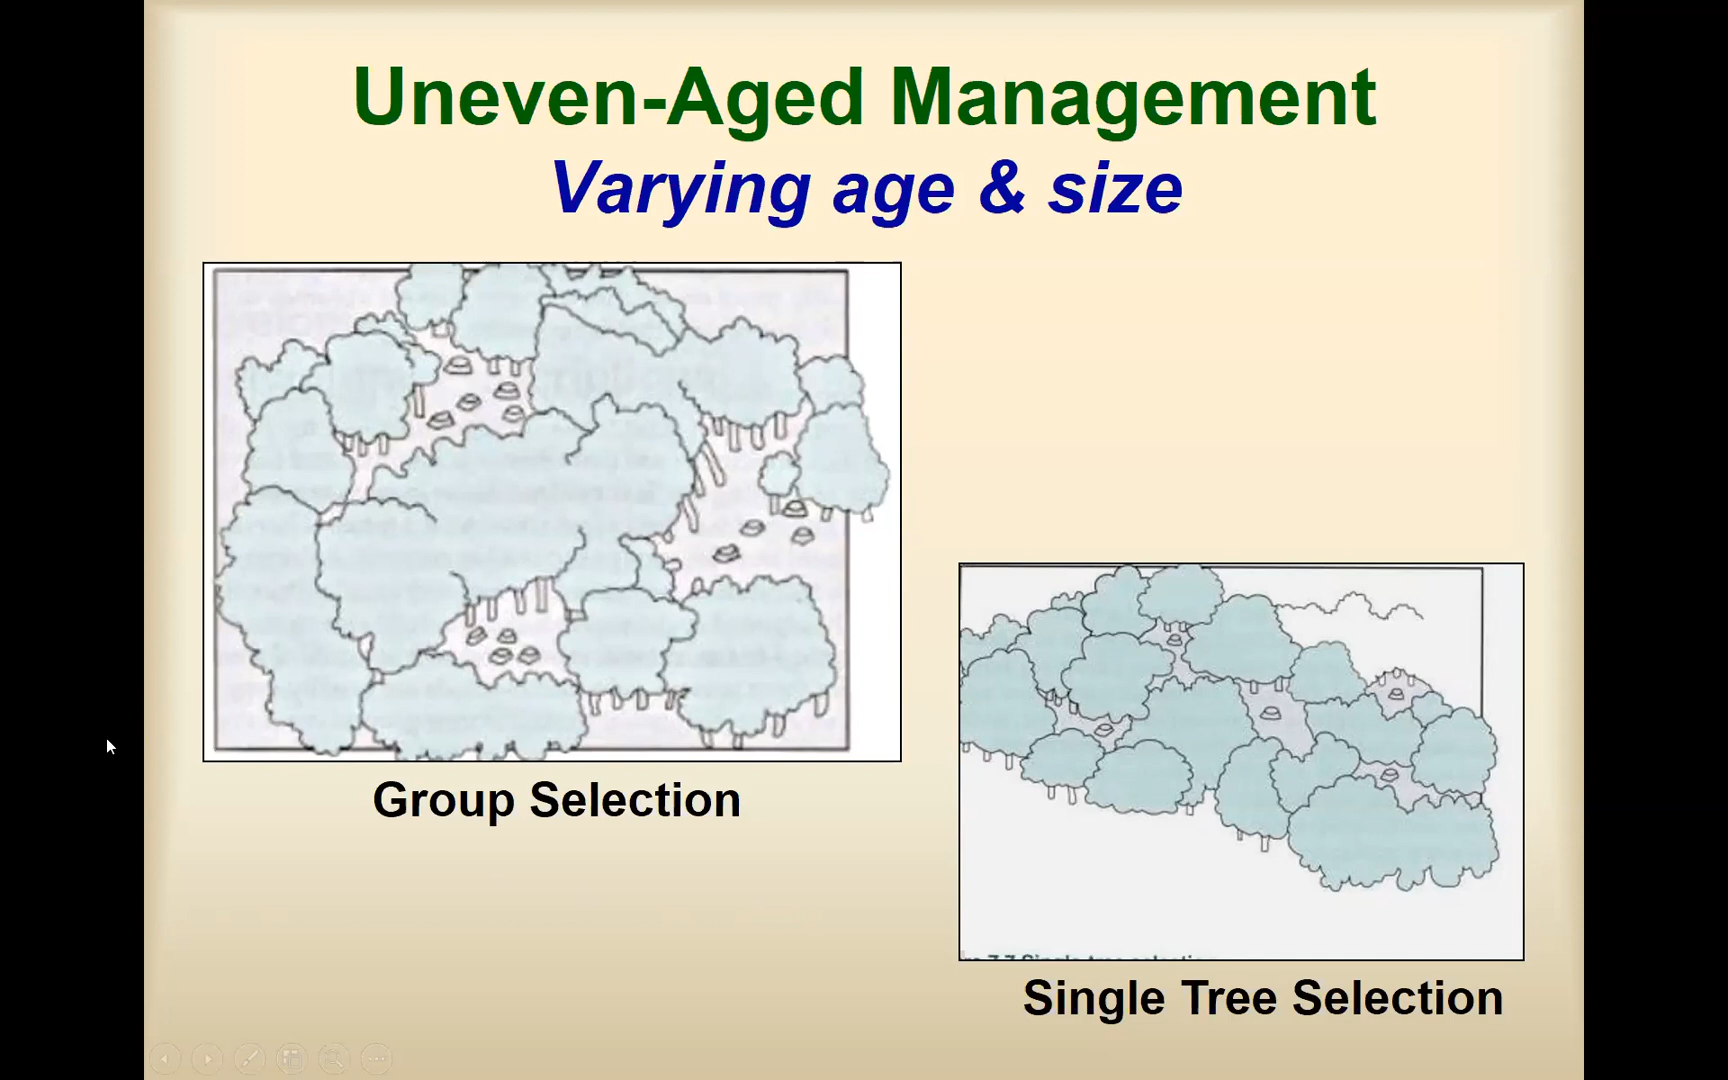 Uneven-Aged Management
Varying age & size
Group Selection
Single Tree Selection